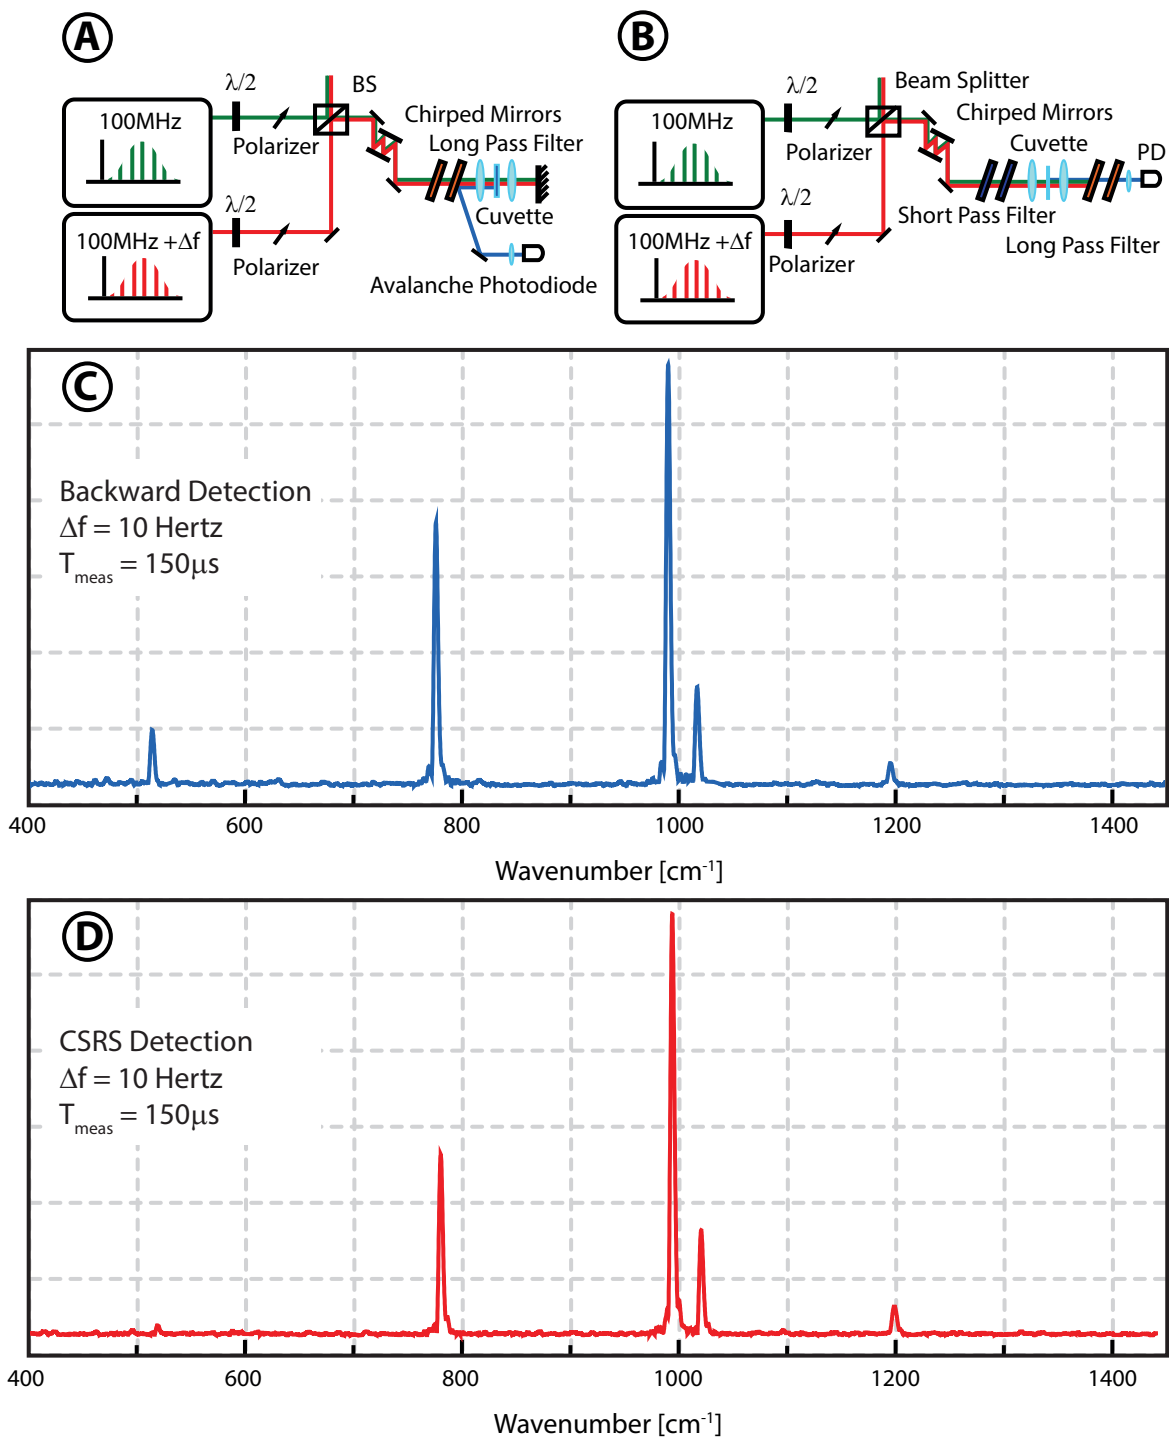 A
λ/2
BS
100MHz
Polarizer
Chirped Mirrors
Long Pass Filter
λ/2
100MHz +Δf
Polarizer
Cuvette
Avalanche Photodiode
B
λ/2
Beam Splitter
100MHz
Polarizer
Chirped Mirrors
Cuvette
PD
λ/2
100MHz +Δf
Polarizer
Short Pass Filter
Long Pass Filter
C
Backward Detection
Δf = 10 Hertz
Tmeas = 150μs
400 600 800 1000 1200 1400
Wavenumber [cm-1]
D
CSRS Detection
Δf = 10 Hertz
Tmeas = 150μs
400 600 800 1000 1200 1400
Wavenumber [cm-1]